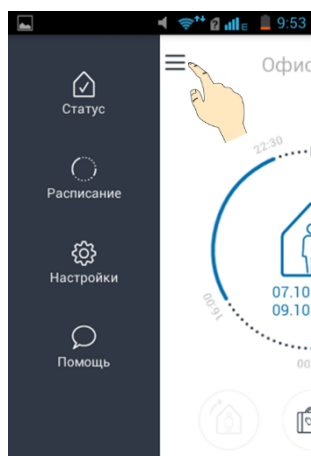 9:53
Статус
Расписание
Настройки
Помощь
Офис
22:30
16:00
07.10
09.10
00